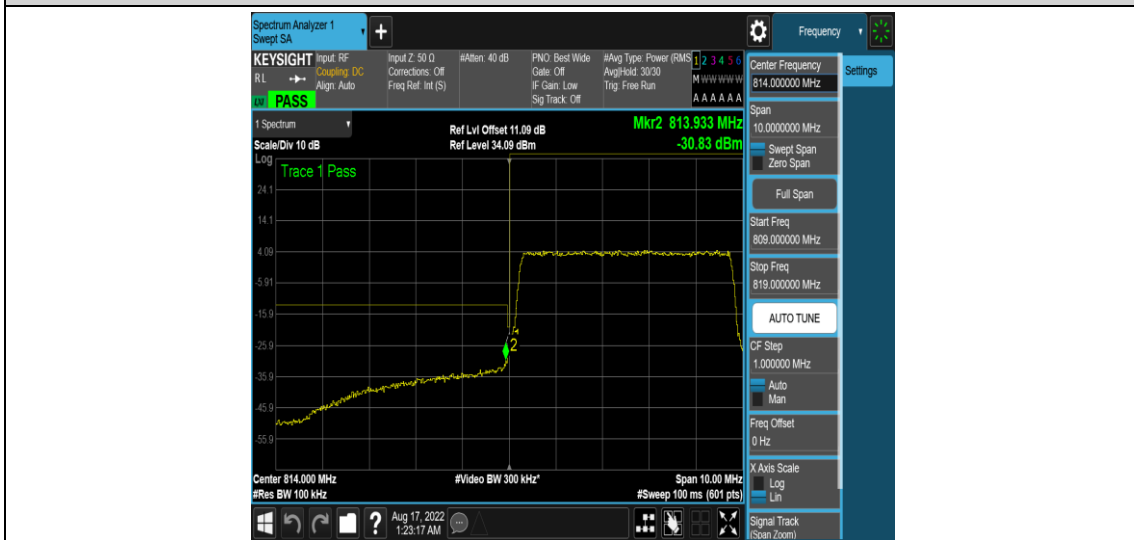 Spectrum Analyzer 1
Swept SA
+
Frequency
KEYSIGHT
RL
PASS
Input: RF
Coupling: DC
Align: Auto
Input Z: 50 Ω
Corrections: Off
Freq Ref: Int (S)
#Atten: 40 dB
PNO: Best Wide
Gate: Off
IF Gain: Low
Sig Track: Off
#Avg Type: Power (RMS
Avg|Hold: 30/30
Trig: Free Run
1 2 3 4 5 6
M W W W W W
A A A A A A
1 Spectrum
Scale/Div 10 dB
Ref Lvl Offset 11.09 dB
Ref Level 34.09 dBm
Mkr2 813.933 MHz
-30.83 dBm
Log
Trace 1 Pass
24.1
14.1
4.09
-5.91
-15.9
-25.9
-35.9
-45.9
-55.9
2
Center 814.000 MHz
#Res BW 100 kHz
#Video BW 300 kHz*
Span 10.00 MHz
#Sweep 100 ms (601 pts)
Aug 17, 2022
1:23:17 AM
?
Center Frequency
814.000000 MHz
Settings
Span
10.0000000 MHz
Swept Span
Zero Span
Full Span
Start Freq
809.000000 MHz
Stop Freq
819.000000 MHz
AUTO TUNE
CF Step
1.000000 MHz
Auto
Man
Freq Offset
0 Hz
X Axis Scale
Log
Lin
Signal Track
(Span Zoom)